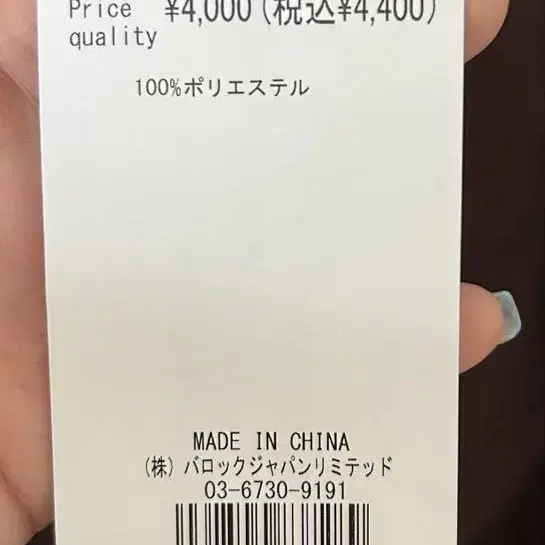 Price ¥4,000(税込¥4,400)
quality
100%ポリエステル
MADE IN CHINA
(株)バロックジャパンリミテッド
03-6730-9191